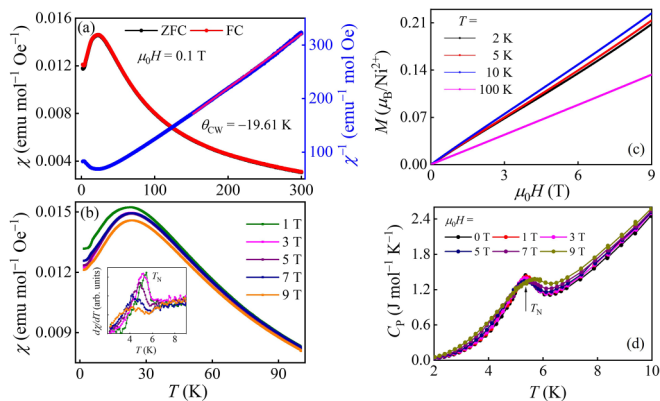 (a)
ZFC FC
μ₀H = 0.1 T
θCW = −19.61 K
χ (emu mol⁻¹ Oe⁻¹)
0.016
0.012
0.008
0.004
χ⁻¹ (emu⁻¹ mol Oe)
300
200
100
0 100 200 300
(b)
1 T
3 T
5 T
7 T
9 T
χ (emu mol⁻¹ Oe⁻¹)
0.015
0.012
0.009
dχ/dT (arb. units)
TN
4 6 8
T (K)
0 30 60 90
T (K)
T =
2 K
5 K
10 K
100 K
M (μB/Ni²⁺)
0.21
0.14
0.07
0.00
(c)
0 3 6 9
μ₀H (T)
μ₀H =
0 T 1 T 3 T
5 T 7 T 9 T
CP (J mol⁻¹ K⁻¹)
2.4
1.8
1.2
0.6
0.0
TN
(d)
2 4 6 8 10
T (K)